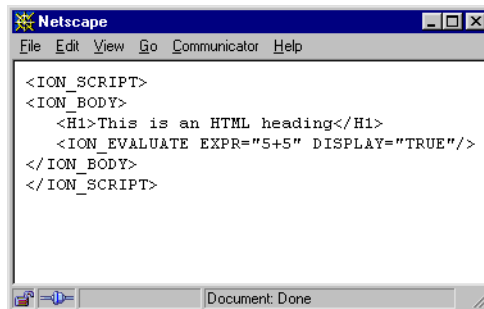 Netscape
File Edit View Go Communicator Help
<ION_SCRIPT>
<ION_BODY>
<H1>This is an HTML heading</H1>
<ION_EVALUATE EXPR="5+5" DISPLAY="TRUE"/>
</ION_BODY>
</ION_SCRIPT>
Document: Done